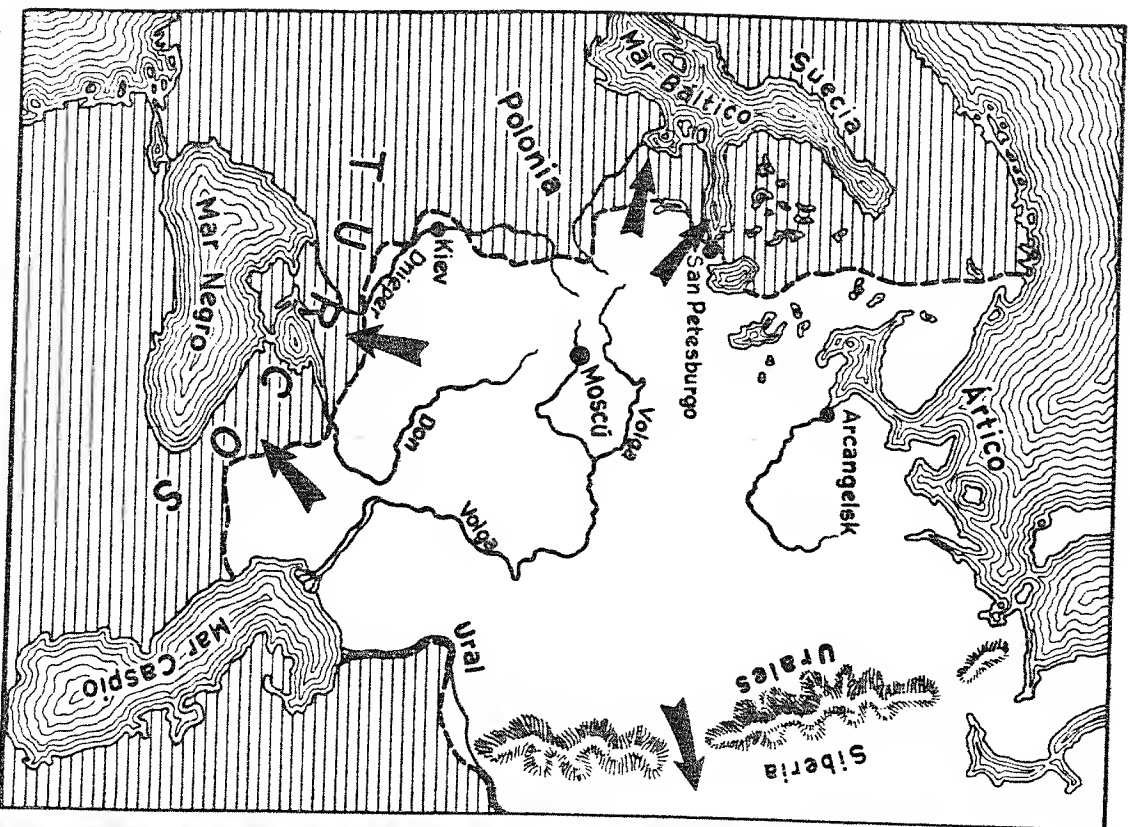 Suecia
Mar Báltico
Polonia
Ártico
San Petesburgo
Arcangelsk
Moscú
Volga
Kiev
Dnieper
TURCOS
Don
Volga
Mar Negro
Mar Caspio
Ural
Urales
Siberia